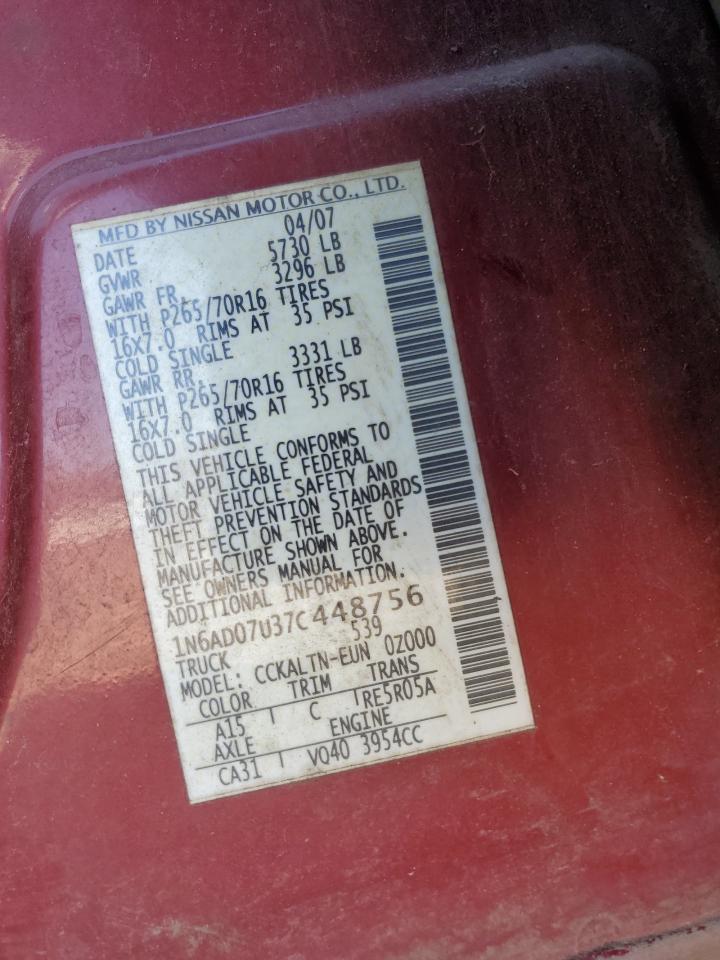 MFD BY NISSAN MOTOR CO., LTD.
DATE 04/07
GVWR 5730 LB
GAWR FR. 3296 LB
WITH P265/70R16 TIRES
16X7.0 RIMS AT 35 PSI
COLD SINGLE
GAWR RR. 3331 LB
WITH P265/70R16 TIRES
16X7.0 RIMS AT 35 PSI
COLD SINGLE
THIS VEHICLE CONFORMS TO
ALL APPLICABLE FEDERAL
MOTOR VEHICLE SAFETY AND
THEFT PREVENTION STANDARDS
IN EFFECT ON THE DATE OF
MANUFACTURE SHOWN ABOVE.
SEE OWNERS MANUAL FOR
ADDITIONAL INFORMATION.
1N6AD07U37C448756
TRUCK 539
MODEL: CCKALTN-EUN 0Z000
COLOR TRIM TRANS
A15 C RE5R05A
AXLE ENGINE
CA31 VQ40 3954CC